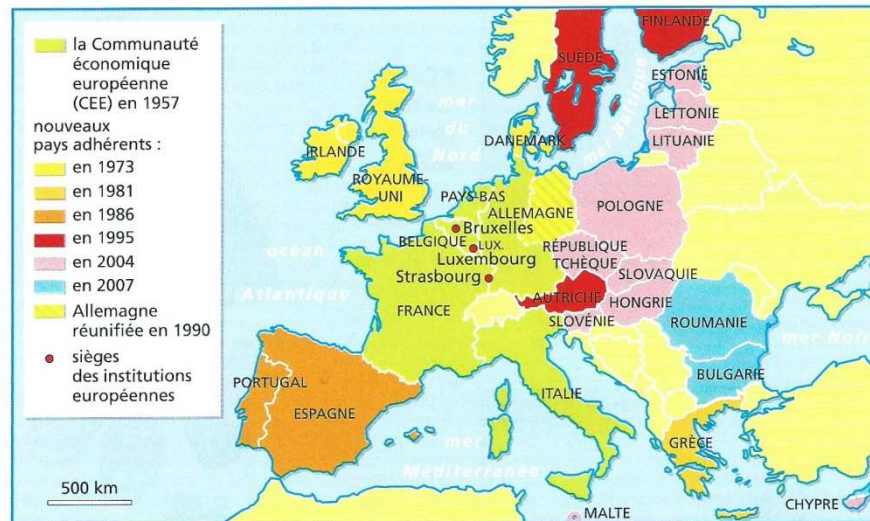 la Communauté
économique
européenne
(CEE) en 1957
nouveaux
pays adhérents :
en 1973
en 1981
en 1986
en 1995
en 2004
en 2007
Allemagne
réunifiée en 1990
sièges
des institutions
européennes
500 km
FINLANDE
SUÈDE
ESTONIE
LETTONIE
LITUANIE
mer Baltique
mer
du
Nord
DANEMARK
IRLANDE
ROYAUME-
UNI
PAYS-BAS
ALLEMAGNE
POLOGNE
Bruxelles
BELGIQUE
LUX.
Luxembourg
RÉPUBLIQUE
TCHÈQUE
Strasbourg
SLOVAQUIE
océan
Atlantique
AUTRICHE
HONGRIE
FRANCE
SLOVÉNIE
ROUMANIE
mer Noire
BULGARIE
PORTUGAL
ESPAGNE
ITALIE
GRÈCE
mer
Méditerranée
MALTE
CHYPRE